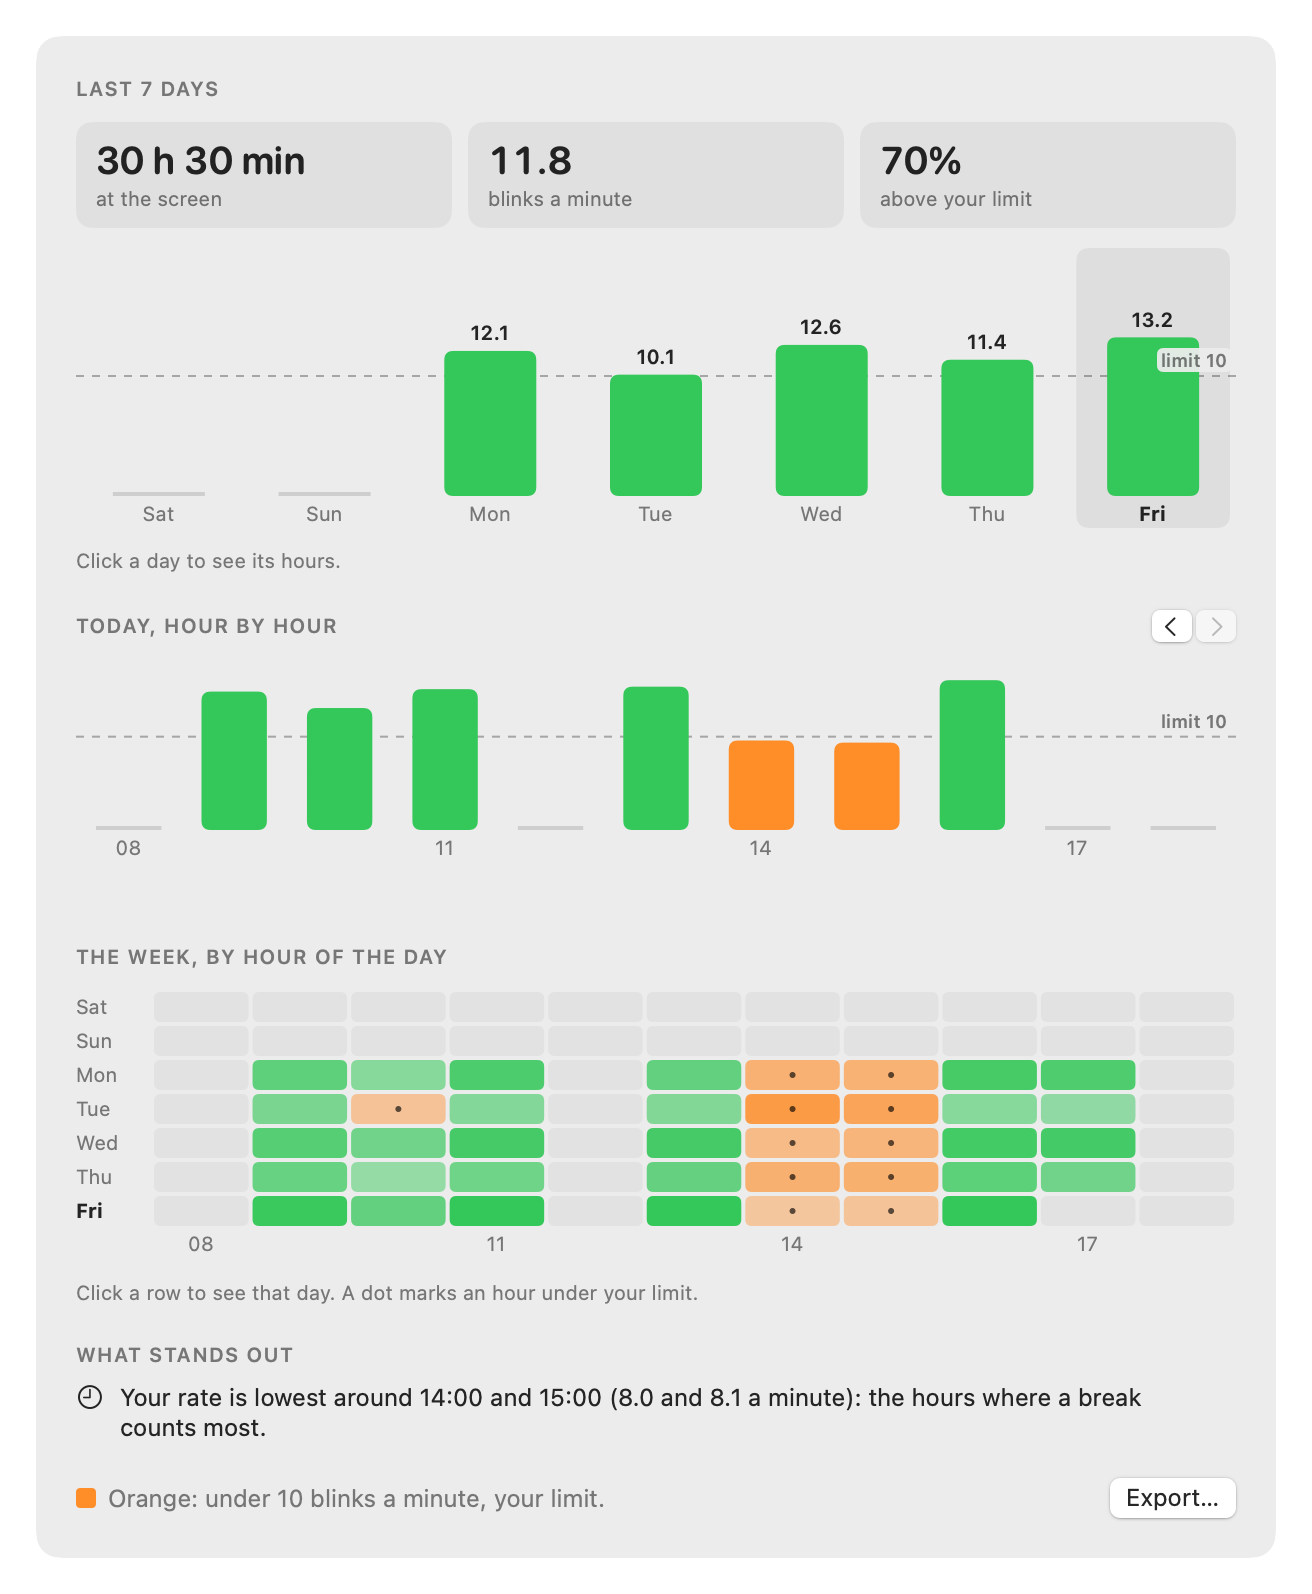 LAST 7 DAYS
30 h 30 min
at the screen
11.8
blinks a minute
70%
above your limit
12.1
10.1
12.6
11.4
13.2
limit 10
Sat
Sun
Mon
Tue
Wed
Thu
Fri
Click a day to see its hours.
TODAY, HOUR BY HOUR
limit 10
08
11
14
17
THE WEEK, BY HOUR OF THE DAY
Sat
Sun
Mon
Tue
Wed
Thu
Fri
08
11
14
17
Click a row to see that day. A dot marks an hour under your limit.
WHAT STANDS OUT
Your rate is lowest around 14:00 and 15:00 (8.0 and 8.1 a minute): the hours where a break
counts most.
Orange: under 10 blinks a minute, your limit.
Export...